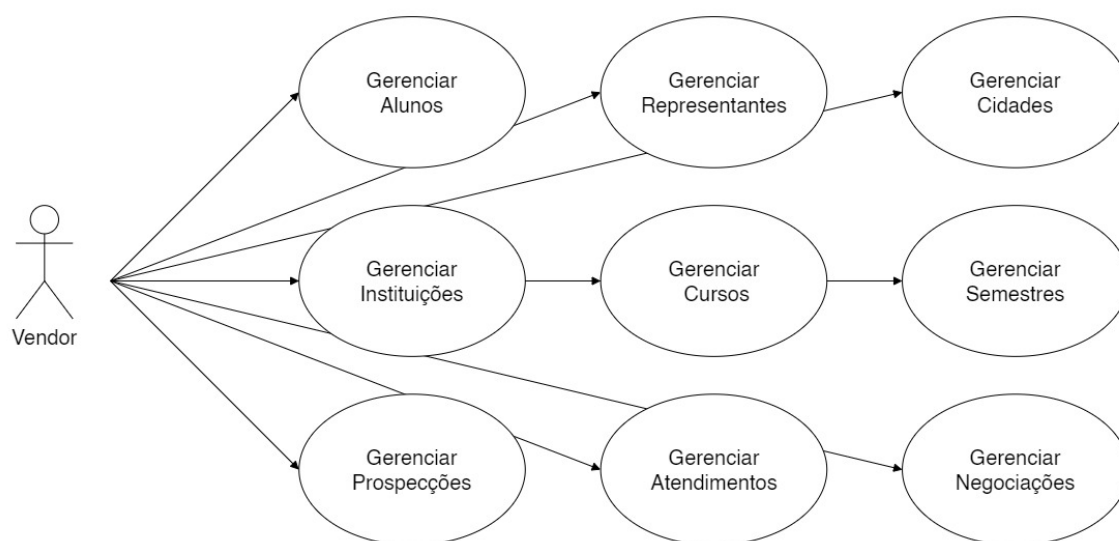 Gerenciar
Alunos
Gerenciar
Representantes
Gerenciar
Cidades
Vendor
Gerenciar
Instituições
Gerenciar
Cursos
Gerenciar
Semestres
Gerenciar
Prospecções
Gerenciar
Atendimentos
Gerenciar
Negociações